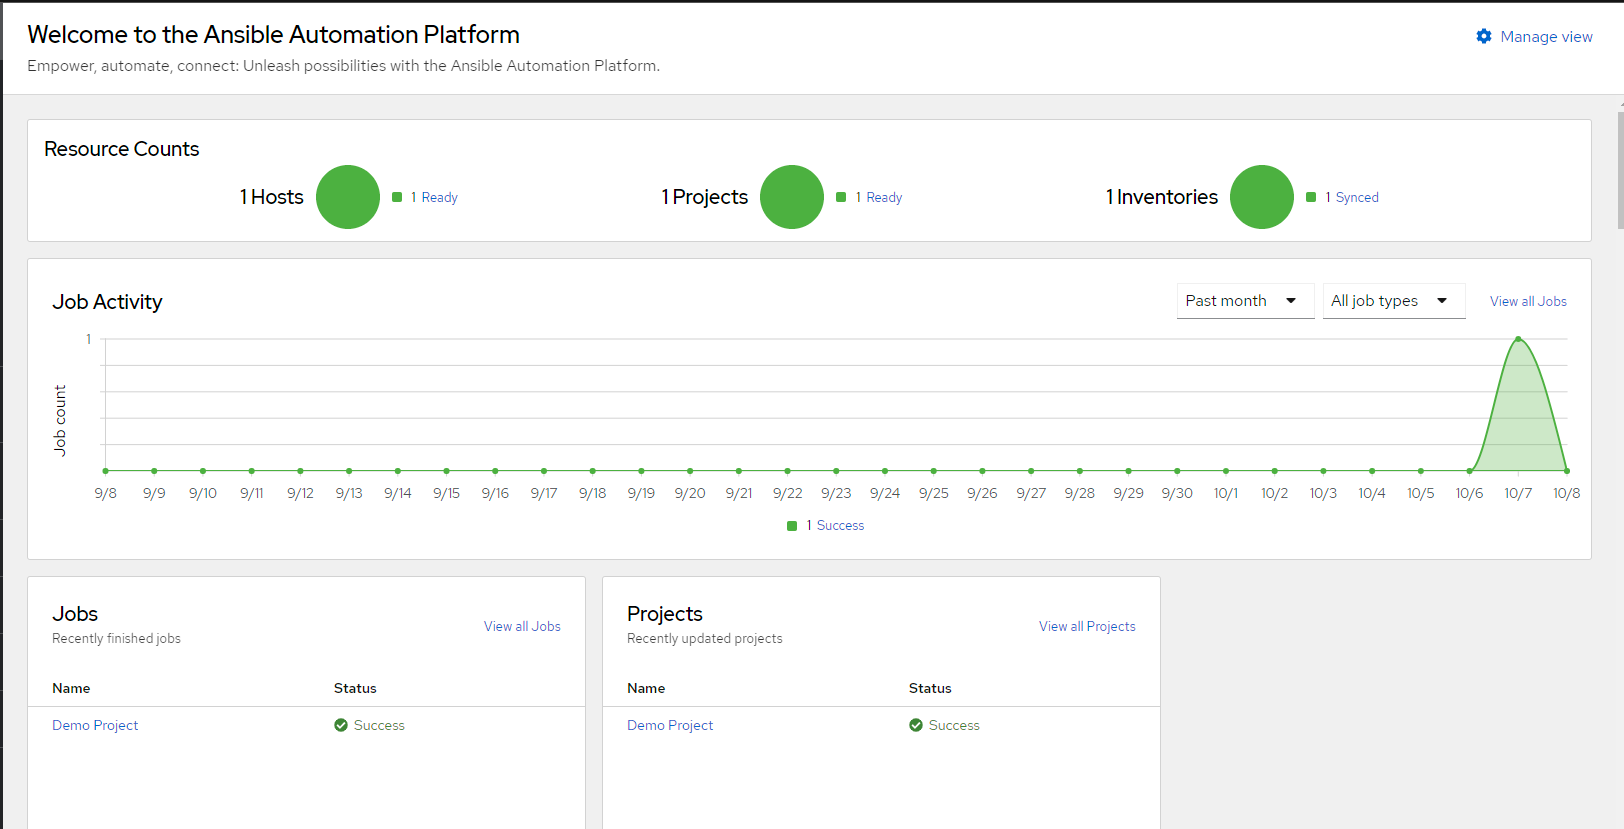 Welcome to the Ansible Automation Platform
Manage view
Empower, automate, connect: Unleash possibilities with the Ansible Automation Platform.
Resource Counts
1 Hosts 1 Ready 1 Projects 1 Ready 1 Inventories 1 Synced
Job Activity Past month All job types View all Jobs
1
Job count
9/8 9/9 9/10 9/11 9/12 9/13 9/14 9/15 9/16 9/17 9/18 9/19 9/20 9/21 9/22 9/23 9/24 9/25 9/26 9/27 9/28 9/29 9/30 10/1 10/2 10/3 10/4 10/5 10/6 10/7 10/8
1 Success
Jobs
Recently finished jobs
View all Jobs
Name Status
Demo Project Success
Projects
Recently updated projects
View all Projects
Name Status
Demo Project Success